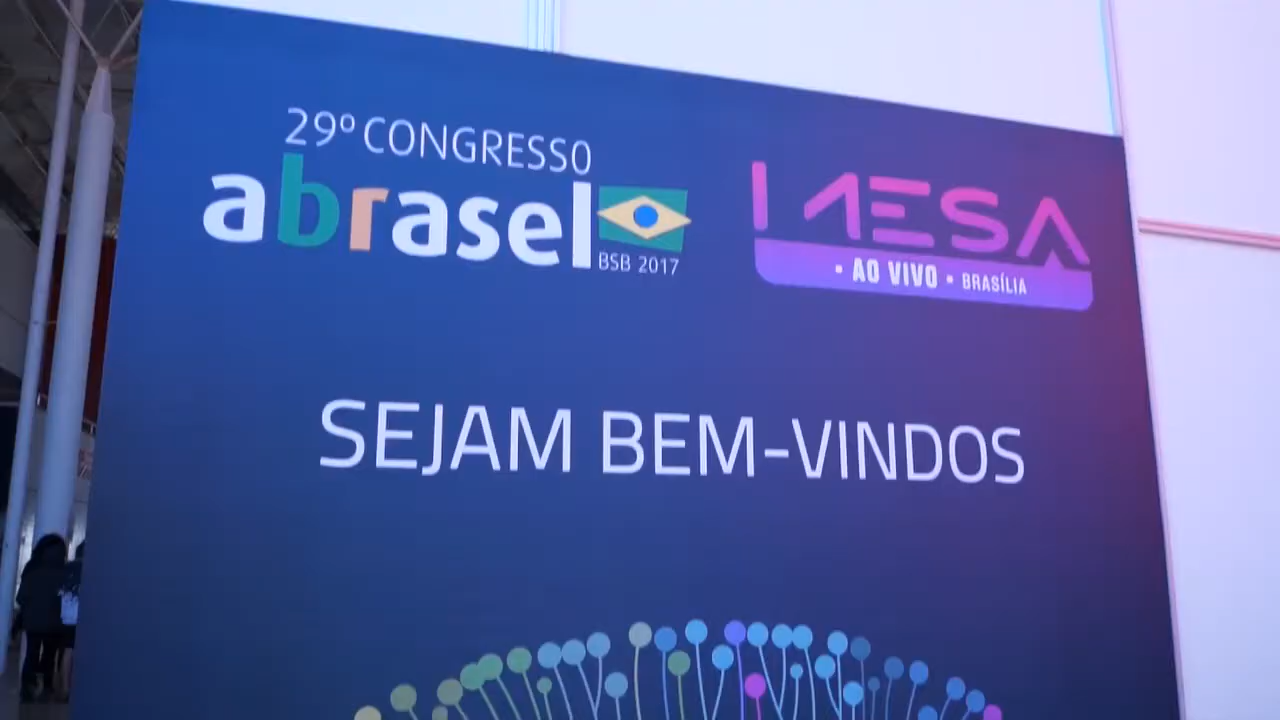 29º CONGRESSO
abrasel
BSB 2017
MESA
• AO VIVO • BRASÍLIA
SEJAM BEM-VINDOS